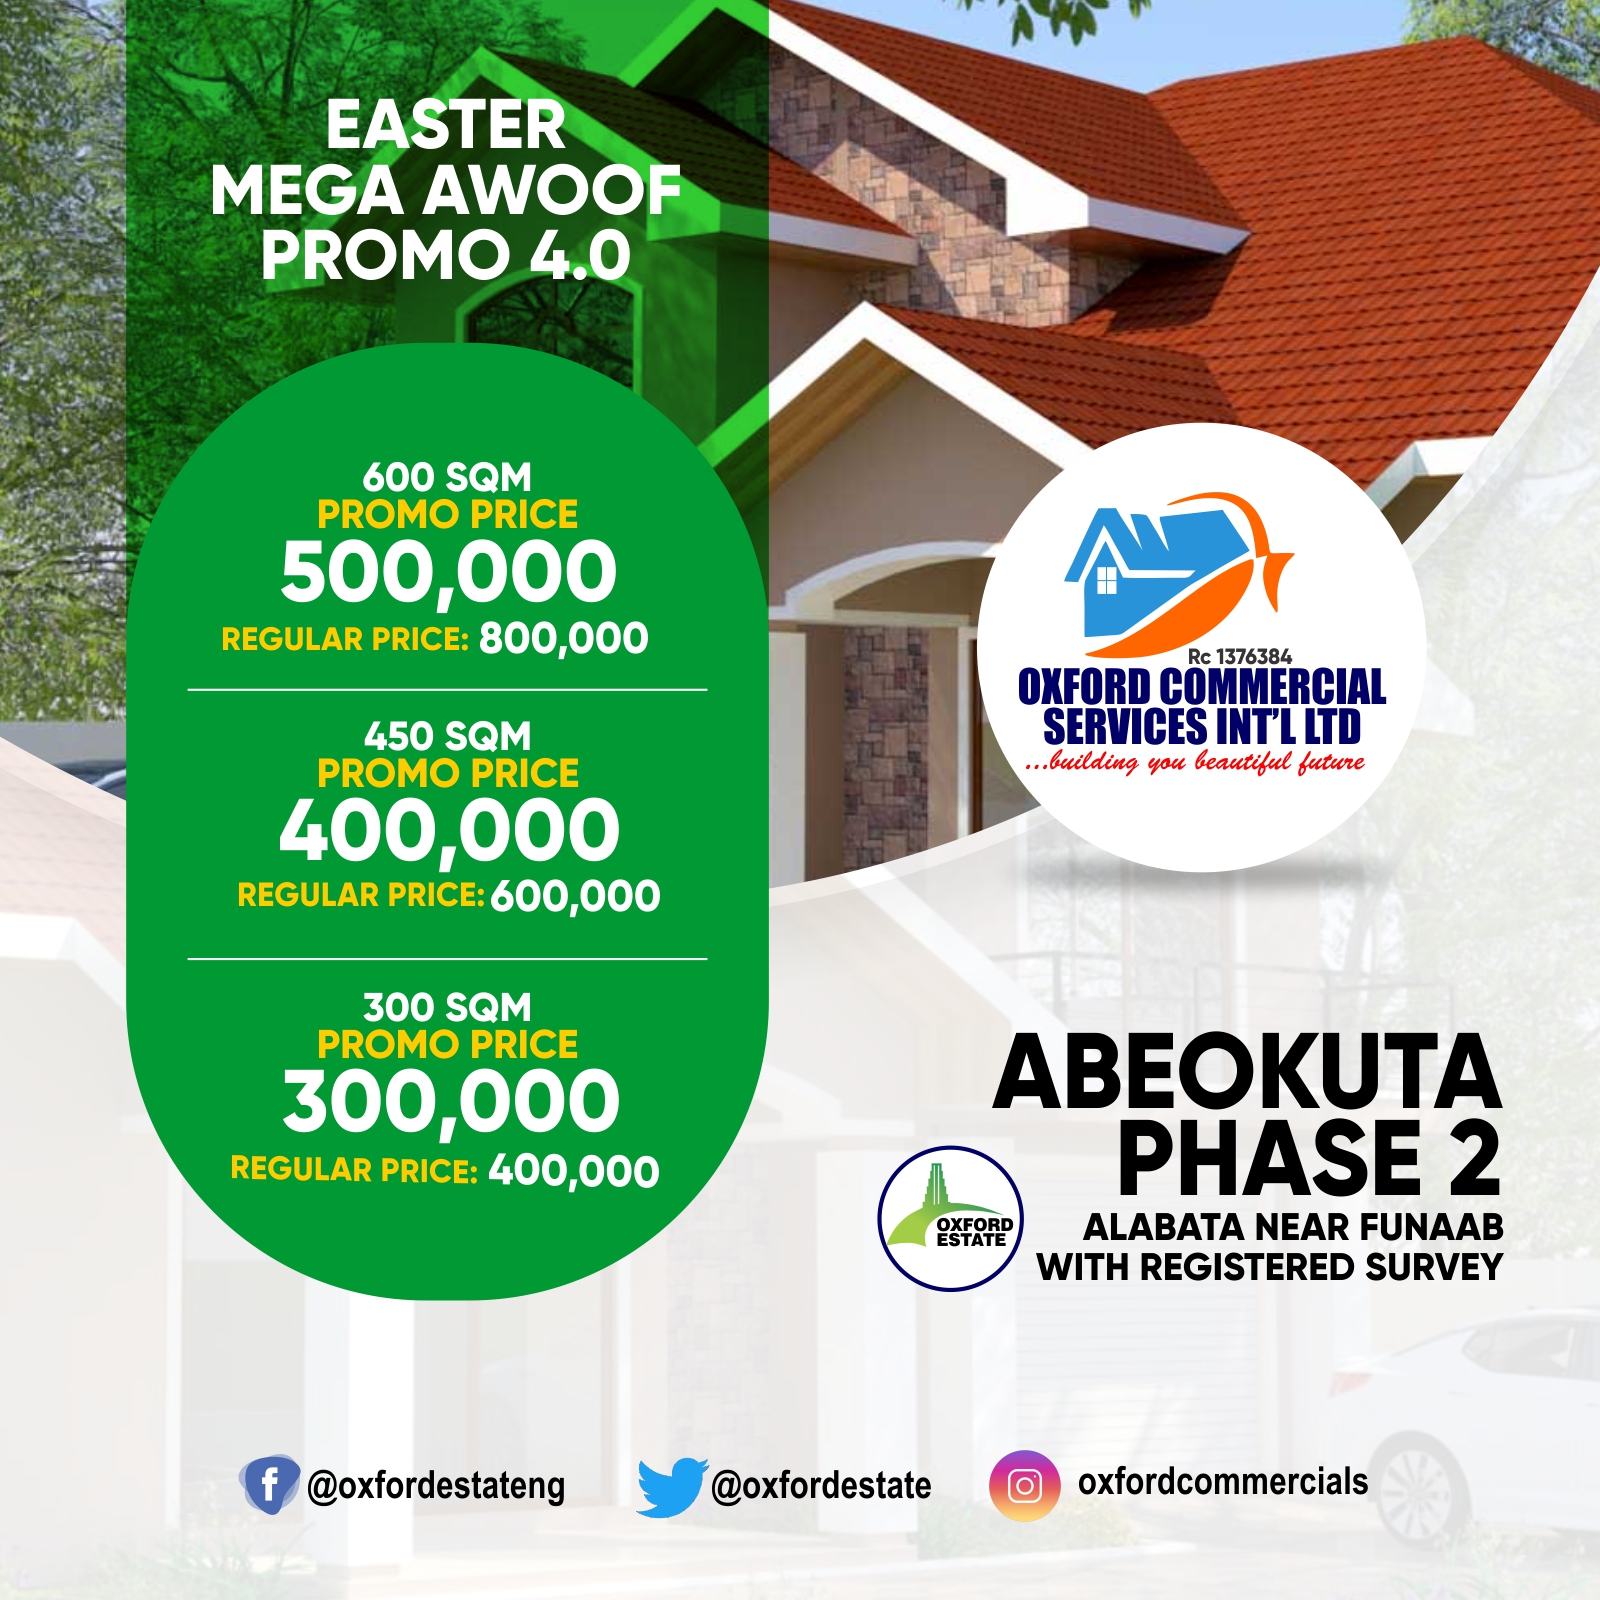 EASTER
MEGA AWOOF
PROMO 4.0
600 SQM
PROMO PRICE
500,000
REGULAR PRICE: 800,000
450 SQM
PROMO PRICE
400,000
REGULAR PRICE: 600,000
300 SQM
PROMO PRICE
300,000
REGULAR PRICE: 400,000
Rc 1376384
OXFORD COMMERCIAL
SERVICES INT'L LTD
...building you beautiful future
ABEOKUTA
PHASE 2
ALABATA NEAR FUNAAB
WITH REGISTERED SURVEY
OXFORD
ESTATE
@oxfordestateng
@oxfordestate
oxfordcommercials